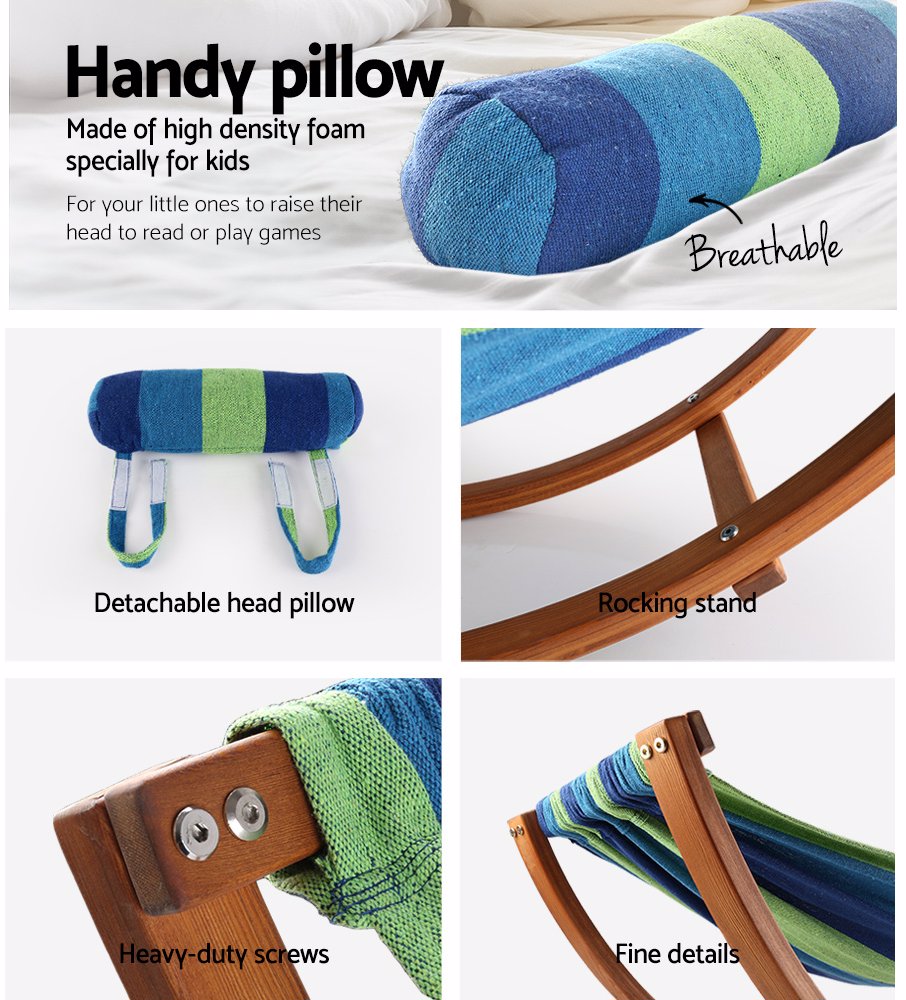 Handy pillow
Made of high density foam
specially for kids
For your little ones to raise their
head to read or play games
Breathable
Detachable head pillow
Rocking stand
Heavy-duty screws
Fine details